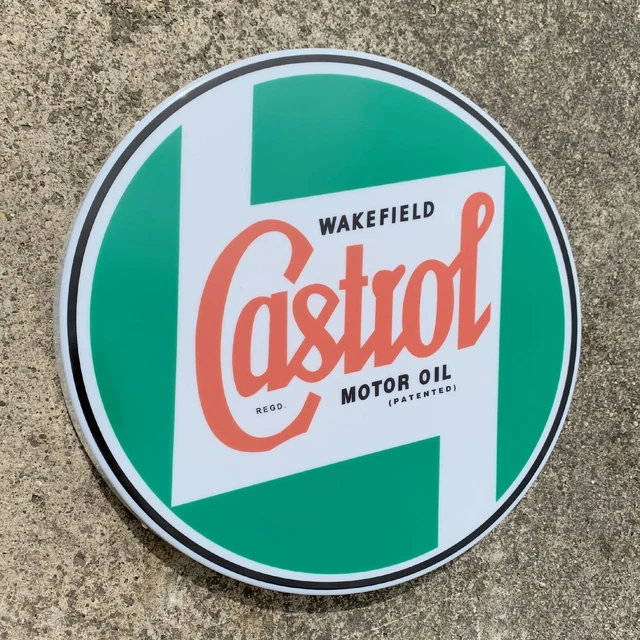 WAKEFIELD
Castrol
REGD.
MOTOR OIL
(PATENTED)